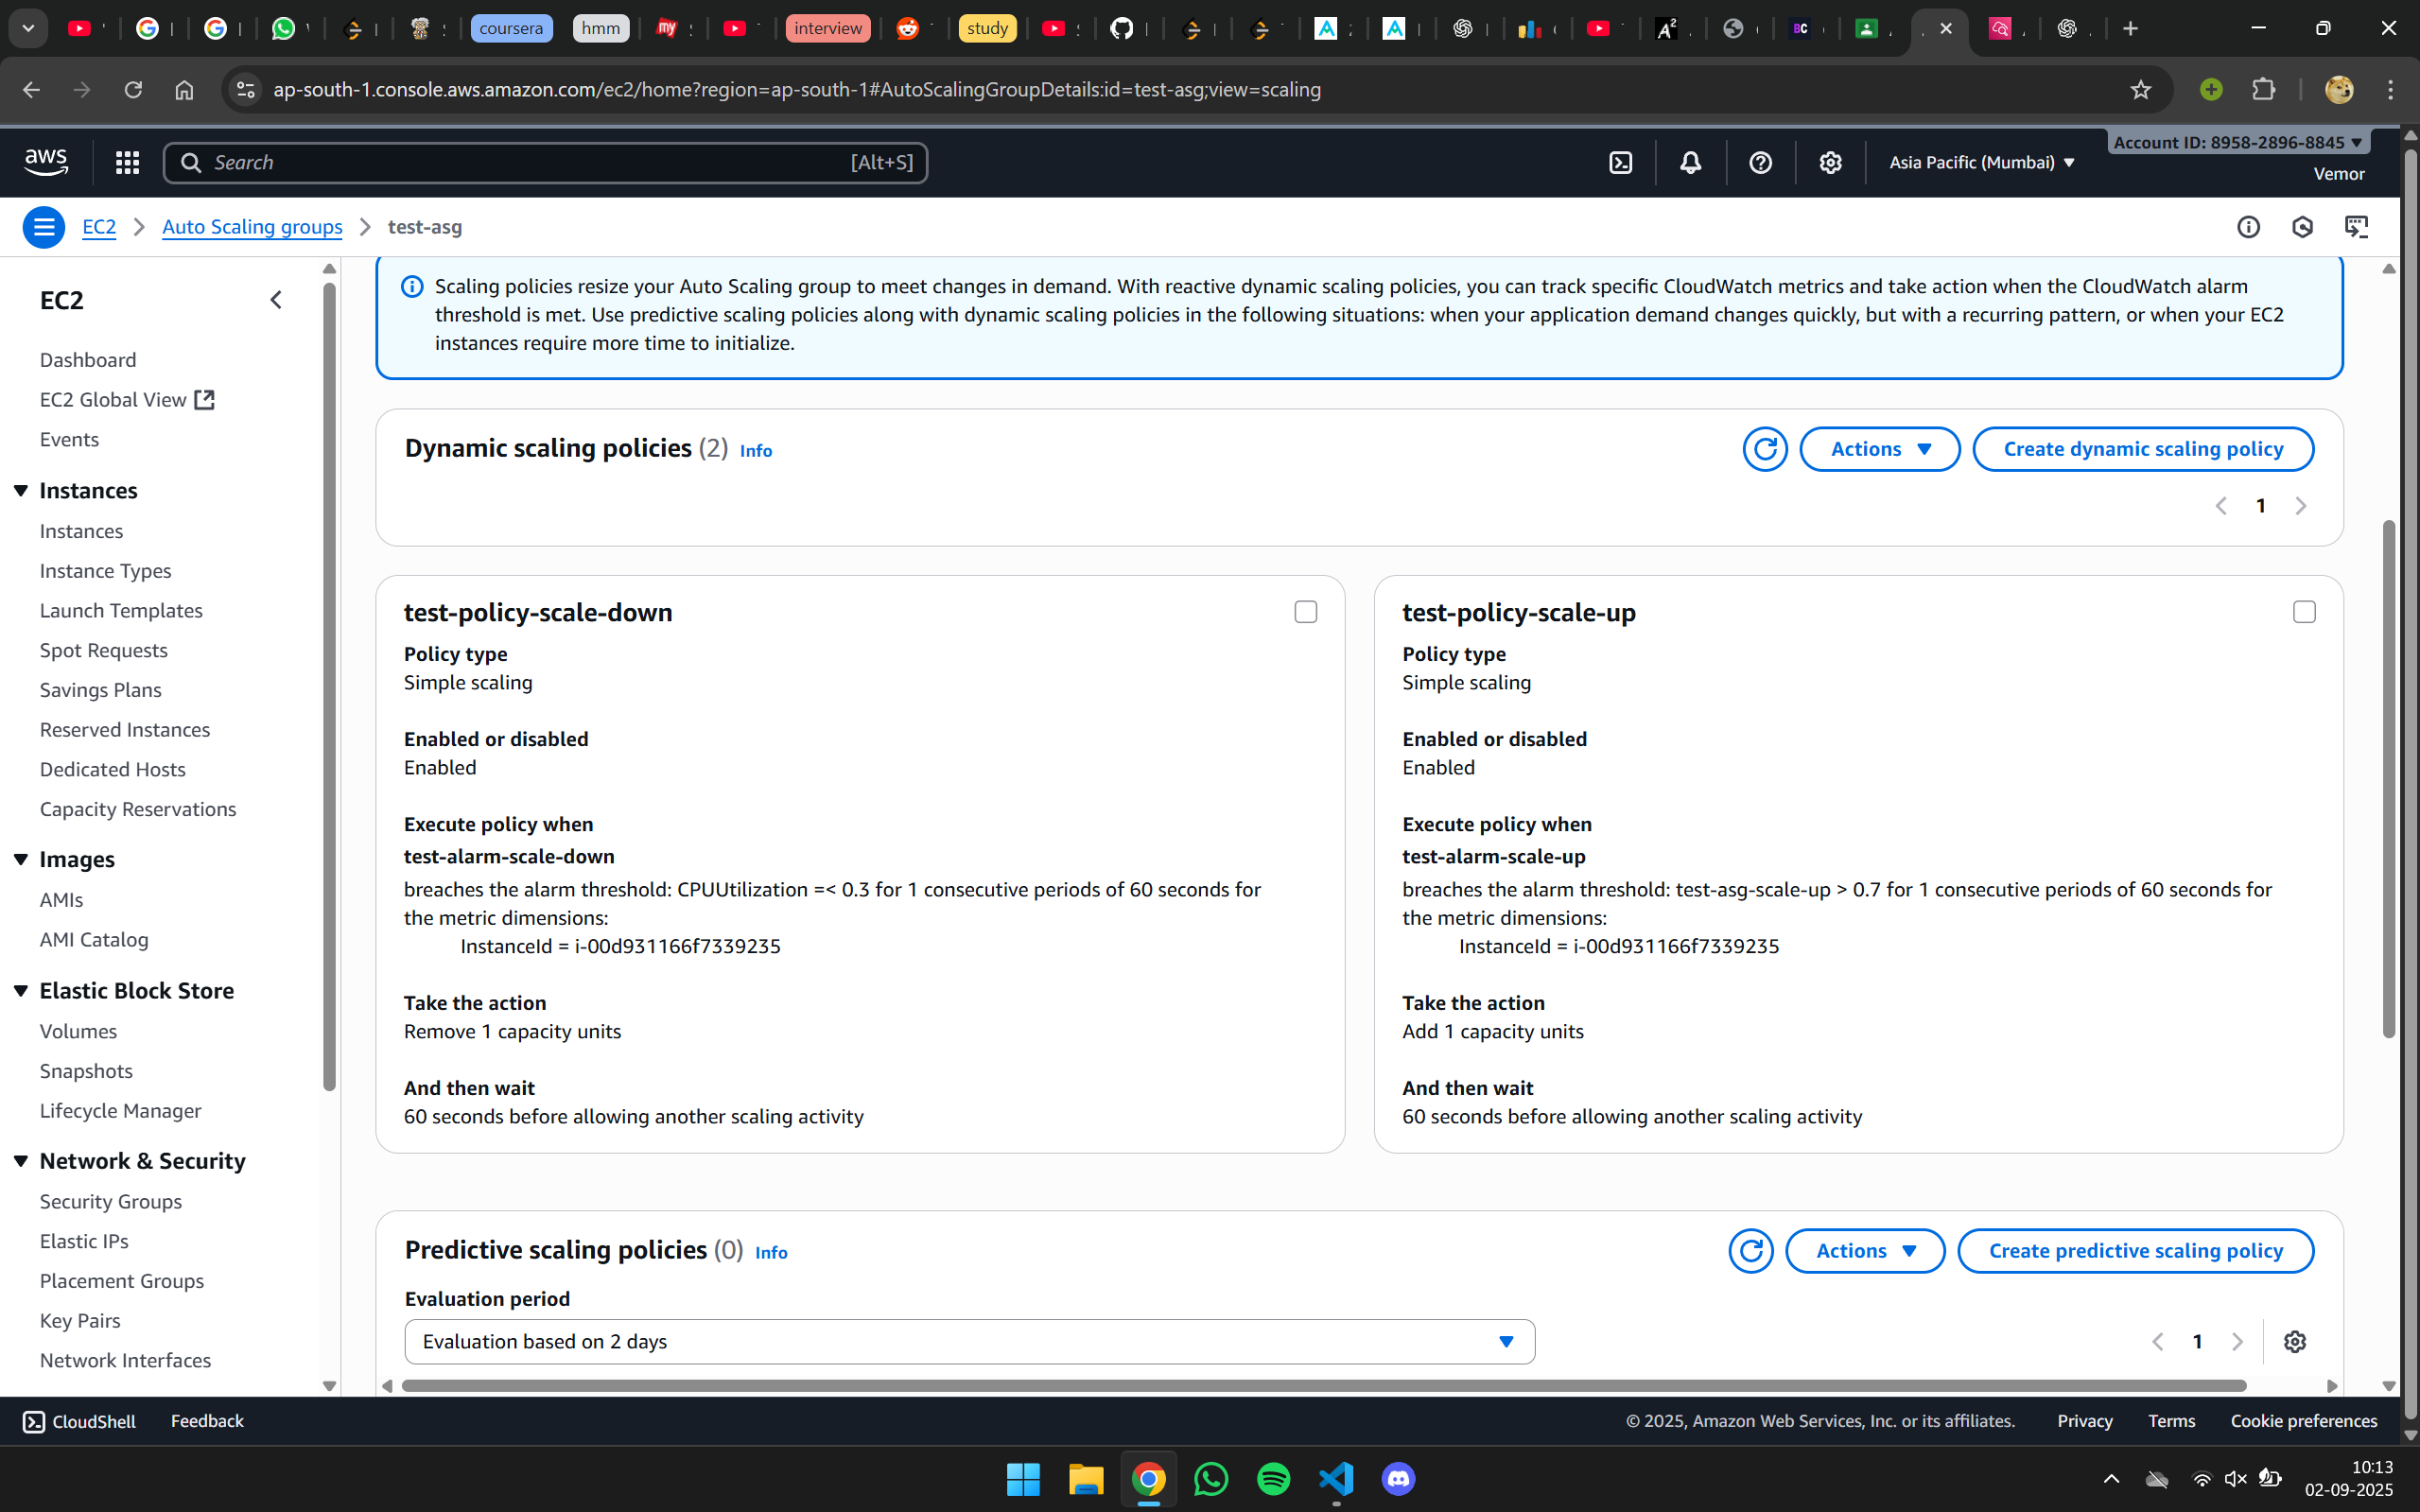 coursera
hmm
interview
study
ap-south-1.console.aws.amazon.com/ec2/home?region=ap-south-1#AutoScalingGroupDetails:id=test-asg;view=scaling
aws
Search
[Alt+S]
Asia Pacific (Mumbai)
Account ID: 8958-2896-8845
Vemor
EC2
Auto Scaling groups
test-asg
EC2
Dashboard
EC2 Global View
Events
Instances
Instances
Instance Types
Launch Templates
Spot Requests
Savings Plans
Reserved Instances
Dedicated Hosts
Capacity Reservations
Images
AMIs
AMI Catalog
Elastic Block Store
Volumes
Snapshots
Lifecycle Manager
Network & Security
Security Groups
Elastic IPs
Placement Groups
Key Pairs
Network Interfaces
Scaling policies resize your Auto Scaling group to meet changes in demand. With reactive dynamic scaling policies, you can track specific CloudWatch metrics and take action when the CloudWatch alarm
threshold is met. Use predictive scaling policies along with dynamic scaling policies in the following situations: when your application demand changes quickly, but with a recurring pattern, or when your EC2
instances require more time to initialize.
Dynamic scaling policies (2) Info
Actions
Create dynamic scaling policy
1
test-policy-scale-down
Policy type
Simple scaling
Enabled or disabled
Enabled
Execute policy when
test-alarm-scale-down
breaches the alarm threshold: CPUUtilization =< 0.3 for 1 consecutive periods of 60 seconds for
the metric dimensions:
InstanceId = i-00d931166f7339235
Take the action
Remove 1 capacity units
And then wait
60 seconds before allowing another scaling activity
test-policy-scale-up
Policy type
Simple scaling
Enabled or disabled
Enabled
Execute policy when
test-alarm-scale-up
breaches the alarm threshold: test-asg-scale-up > 0.7 for 1 consecutive periods of 60 seconds for
the metric dimensions:
InstanceId = i-00d931166f7339235
Take the action
Add 1 capacity units
And then wait
60 seconds before allowing another scaling activity
Predictive scaling policies (0) Info
Actions
Create predictive scaling policy
Evaluation period
Evaluation based on 2 days
1
CloudShell
Feedback
© 2025, Amazon Web Services, Inc. or its affiliates.
Privacy
Terms
Cookie preferences
10:13
02-09-2025